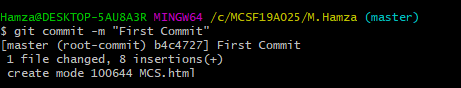 Hamza@DESKTOP-5AU8A3R MINGW64 /c/MCSF19A025/M.Hamza (master)
$ git commit -m "First Commit"
[master (root-commit) b4c4727] First Commit
 1 file changed, 8 insertions(+)
 create mode 100644 MCS.html